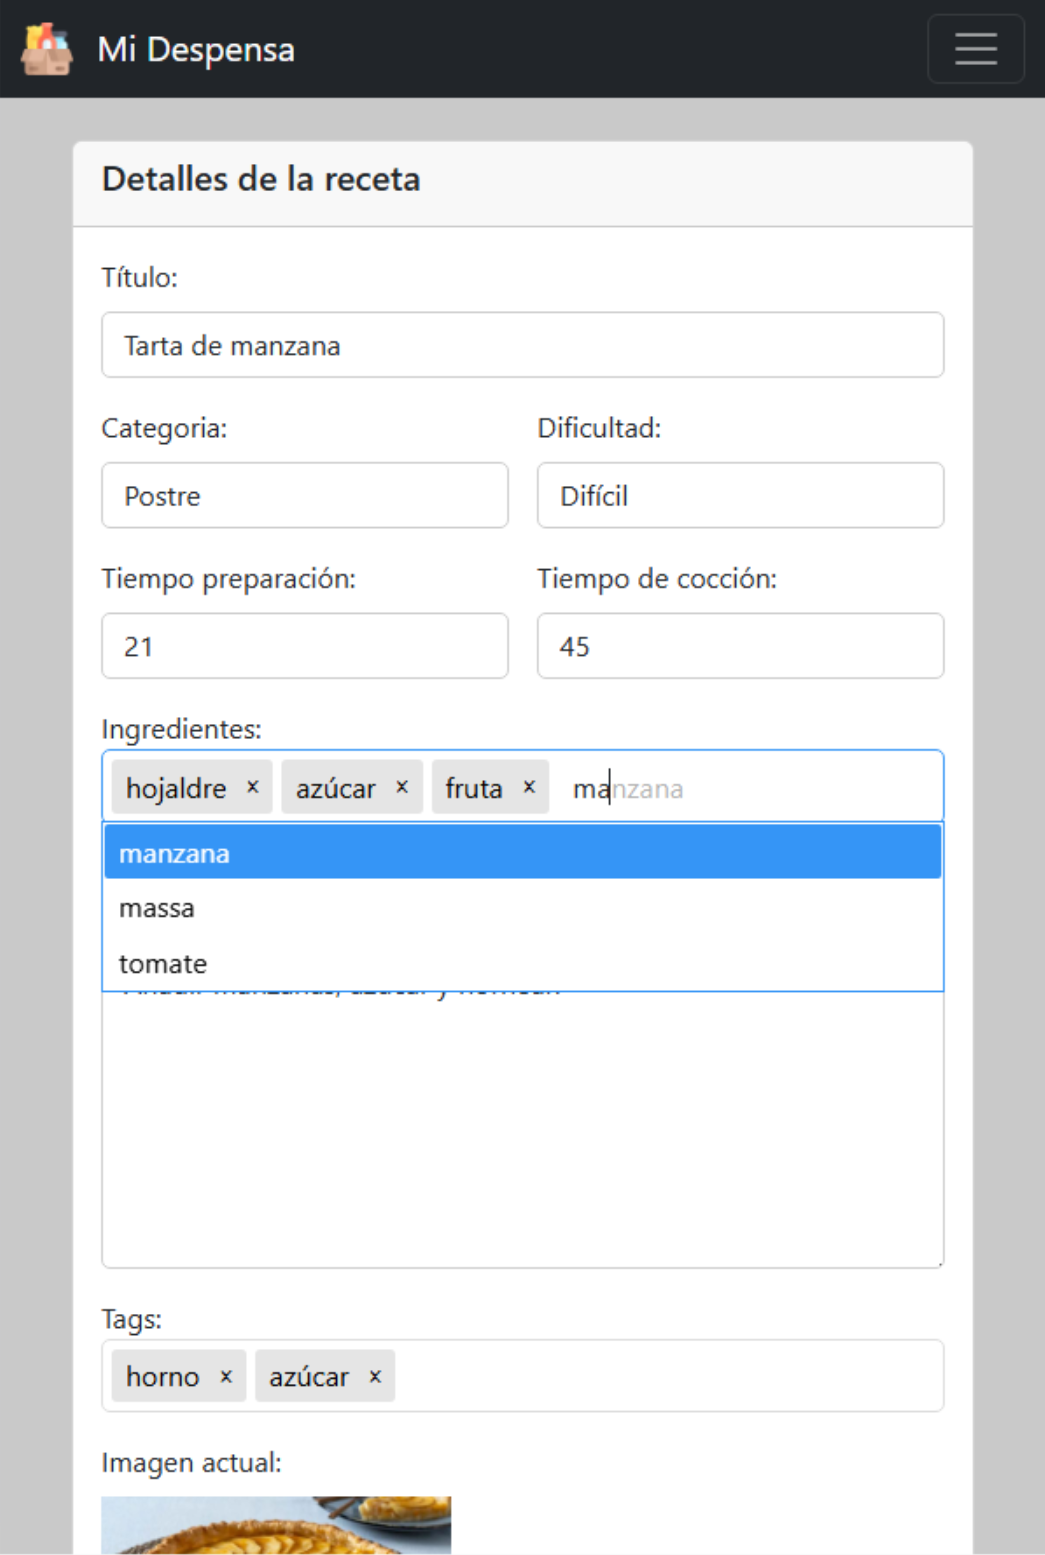 Mi Despensa
Detalles de la receta
Título:
Tarta de manzana
Categoria: Dificultad:
Postre Difícil
Tiempo preparación: Tiempo de cocción:
21 45
Ingredientes:
hojaldre × azúcar × fruta × manzana
manzana
massa
tomate
Tags:
horno × azúcar ×
Imagen actual: